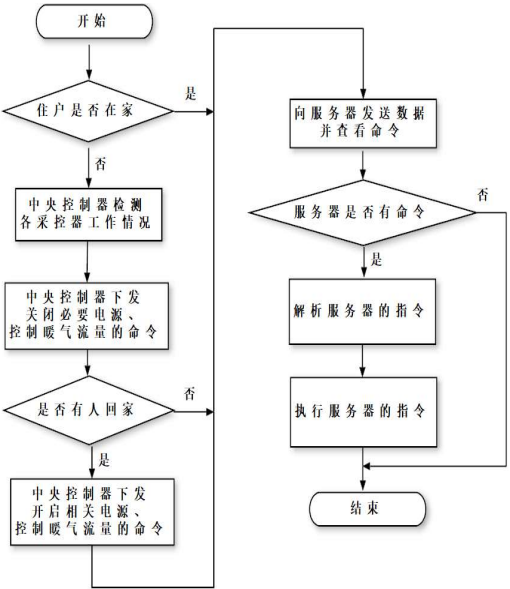 开始
住户是否在家
是
否
中央控制器检测
各采控器工作情况
中央控制器下发
关闭必要电源、
控制暖气流量的命令
是否有人回家
否
是
中央控制器下发
开启相关电源、
控制暖气流量的命令
向服务器发送数据
并查看命令
服务器是否有命令
否
是
解析服务器的指令
执行服务器的指令
结束